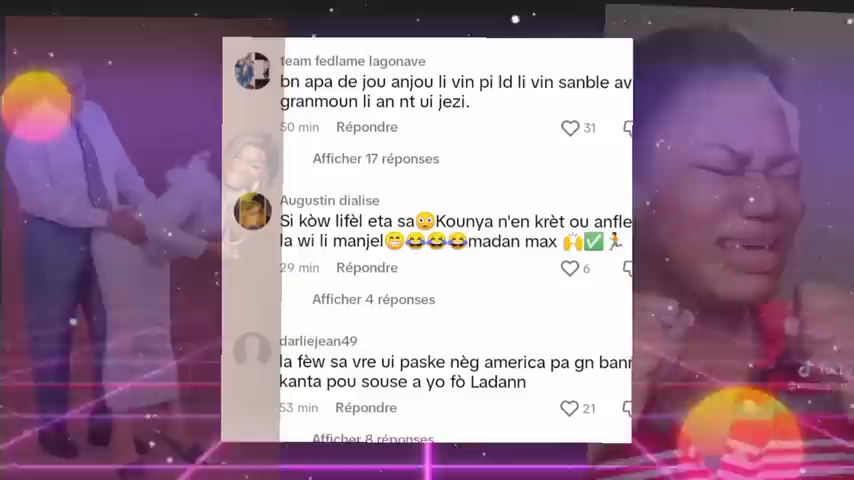 team fedlame lagonave
bn apa de jou anjou li vin pi ld li vin sanble av
granmoun li an nt ui jezi.
50 min Répondre 31
Afficher 17 réponses
Augustin dialise
Si kòw lifèl eta sa😳Kounya n'en krèt ou anfle
la wi li manjel😁😂😂😂madan max 🙌✅🏃
29 min Répondre 6
Afficher 4 réponses
darliejean49
la fèw sa vre ui paske nèg america pa gn bann
kanta pou souse a yo fò Ladann
53 min Répondre 21
Afficher 8 réponses